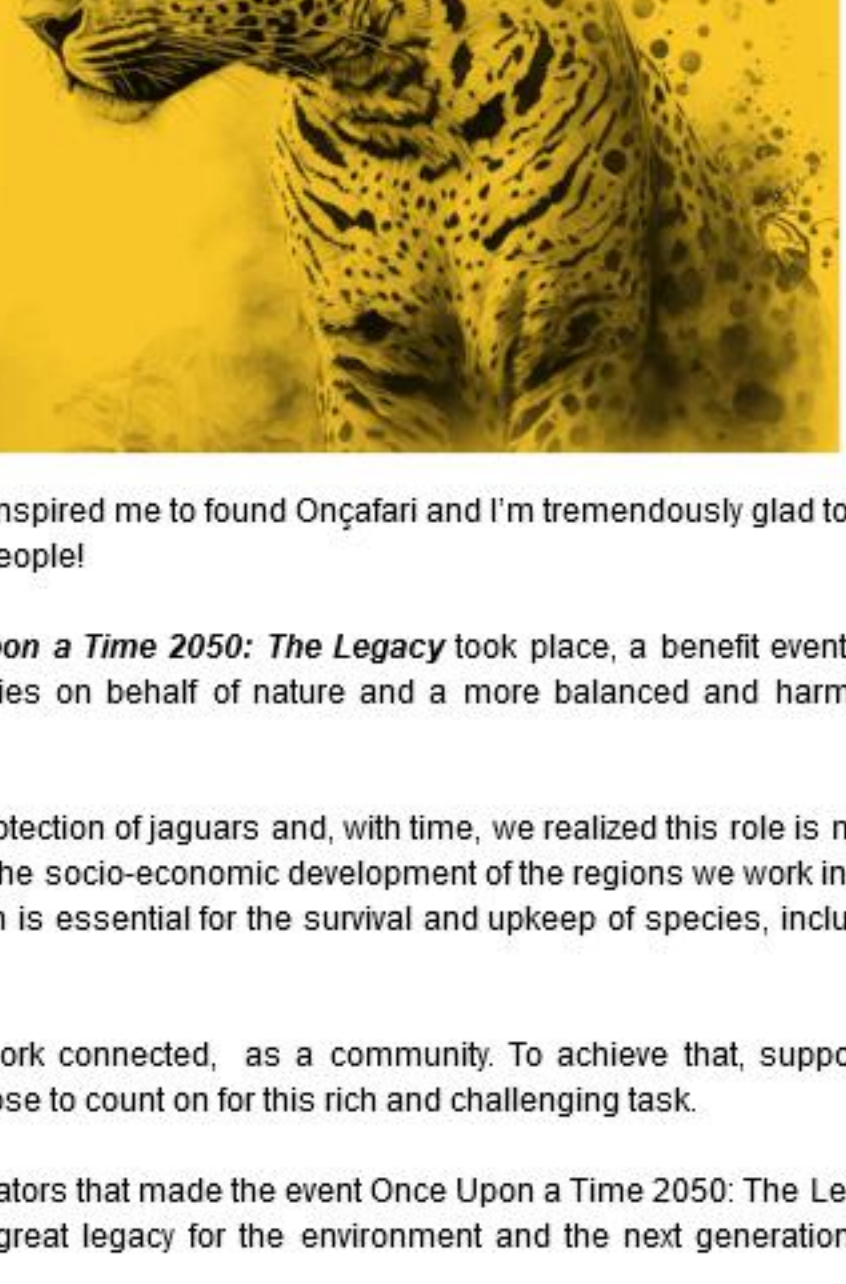 nspired me to found Onçafari and I'm tremendously glad to
eople!
on a Time 2050: The Legacy took place, a benefit event
ies on behalf of nature and a more balanced and harm
otection of jaguars and, with time, we realized this role is n
he socio-economic development of the regions we work in
n is essential for the survival and upkeep of species, inclu
ork connected, as a community. To achieve that, suppo
ose to count on for this rich and challenging task.
ators that made the event Once Upon a Time 2050: The Le
great legacy for the environment and the next generation